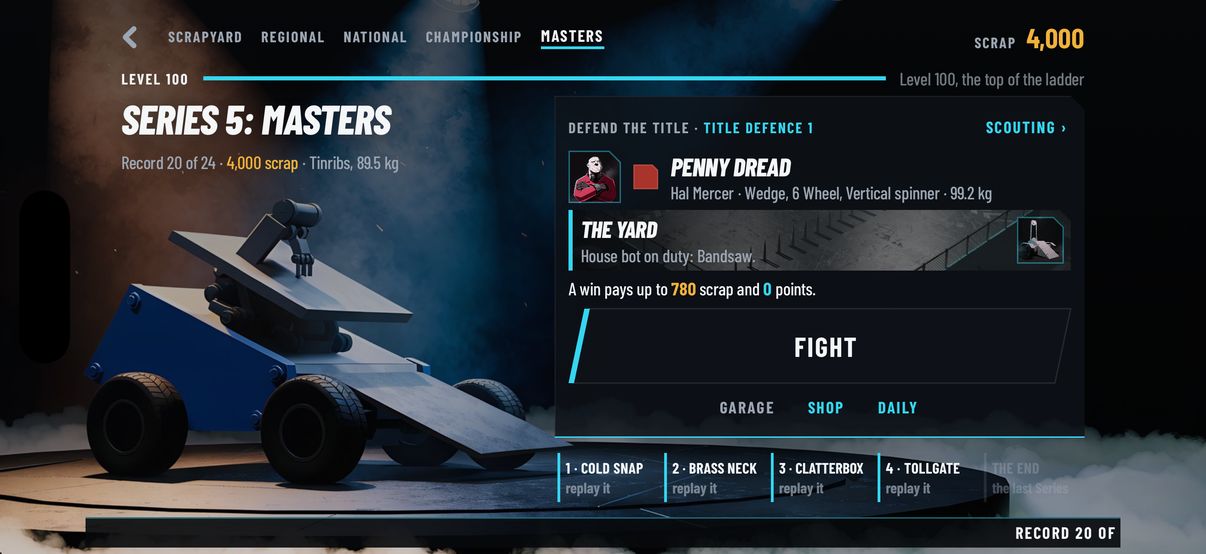 SCRAPYARD REGIONAL NATIONAL CHAMPIONSHIP MASTERS
SCRAP 4,000
LEVEL 100
Level 100, the top of the ladder
SERIES 5: MASTERS
Record 20 of 24 · 4,000 scrap · Tinribs, 89.5 kg
DEFEND THE TITLE · TITLE DEFENCE 1
SCOUTING ›
PENNY DREAD
Hal Mercer · Wedge, 6 Wheel, Vertical spinner · 99.2 kg
THE YARD
House bot on duty: Bandsaw.
A win pays up to 780 scrap and 0 points.
FIGHT
GARAGE SHOP DAILY
1 · COLD SNAP
replay it
2 · BRASS NECK
replay it
3 · CLATTERBOX
replay it
4 · TOLLGATE
replay it
THE END
the last Series
RECORD 20 OF